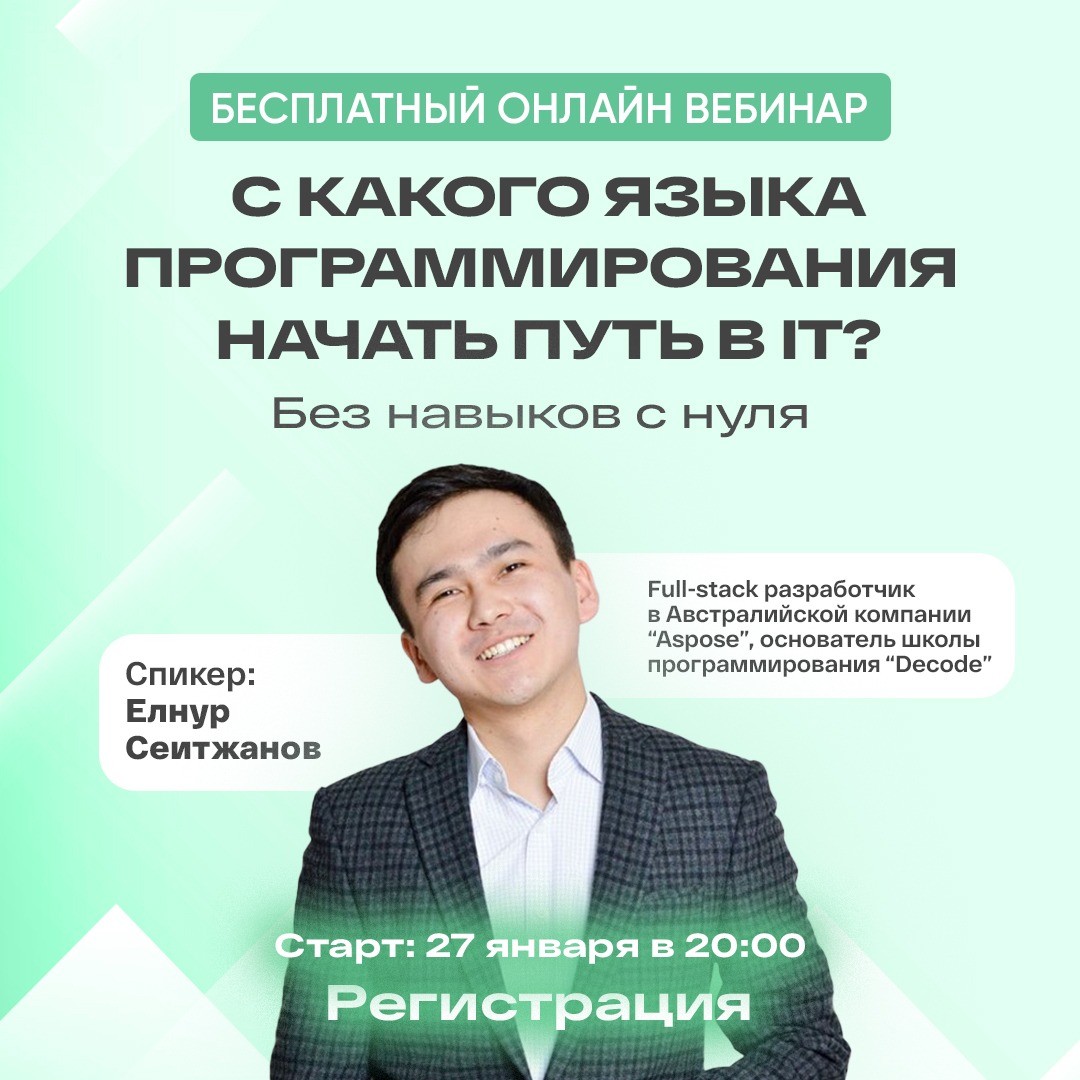 БЕСПЛАТНЫЙ ОНЛАЙН ВЕБИНАР
С КАКОГО ЯЗЫКА
ПРОГРАММИРОВАНИЯ
НАЧАТЬ ПУТЬ В IT?
Без навыков с нуля
Full-stack разработчик
в Австралийской компании
“Aspose”, основатель школы
программирования “Decode”
Спикер:
Елнур
Сеитжанов
Старт: 27 января в 20:00
Регистрация